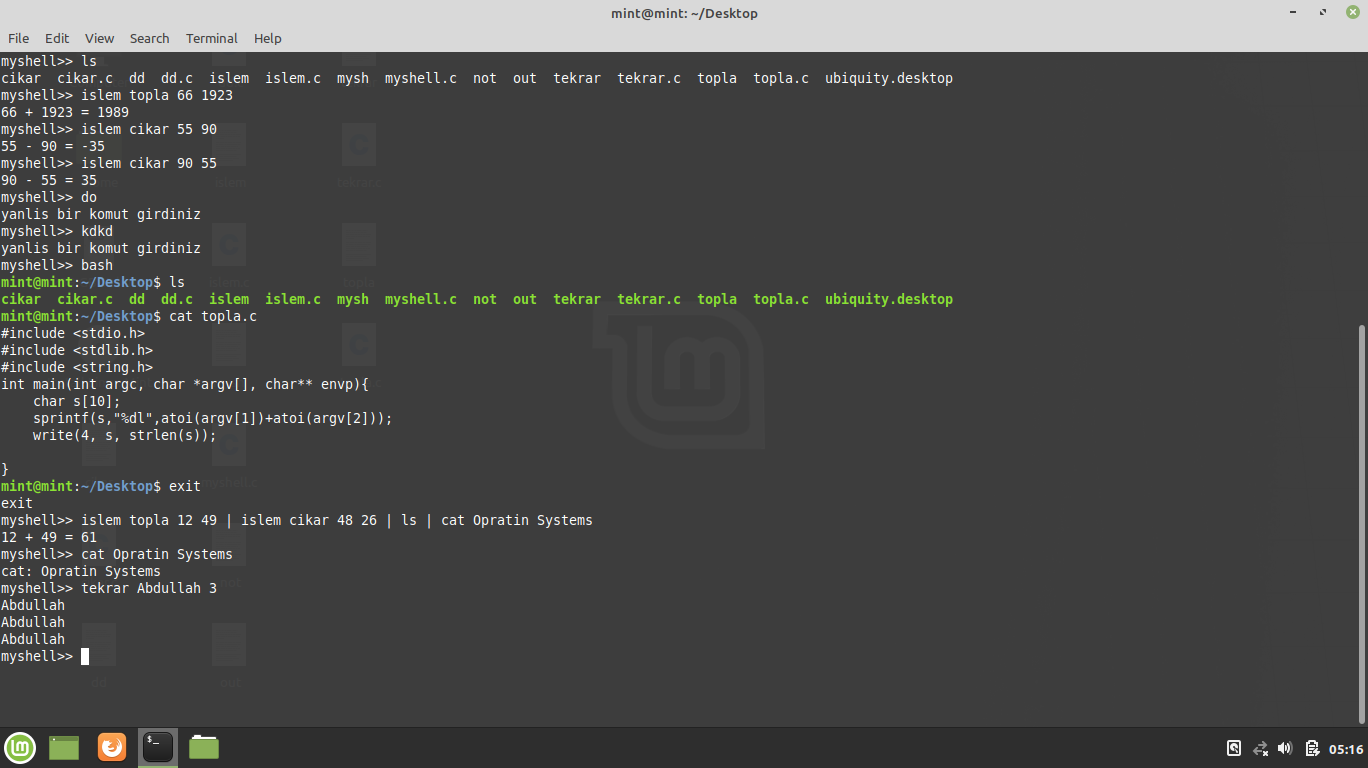 mint@mint: ~/Desktop
File Edit View Search Terminal Help
myshell>> ls
cikar cikar.c dd dd.c islem islem.c mysh myshell.c not out tekrar tekrar.c topla topla.c ubiquity.desktop
myshell>> islem topla 66 1923
66 + 1923 = 1989
myshell>> islem cikar 55 90
55 - 90 = -35
myshell>> islem cikar 90 55
90 - 55 = 35
myshell>> do
yanlis bir komut girdiniz
myshell>> kdkd
yanlis bir komut girdiniz
myshell>> bash
mint@mint:~/Desktop$ ls
cikar cikar.c dd dd.c islem islem.c mysh myshell.c not out tekrar tekrar.c topla topla.c ubiquity.desktop
mint@mint:~/Desktop$ cat topla.c
#include <stdio.h>
#include <stdlib.h>
#include <string.h>
int main(int argc, char *argv[], char** envp){
    char s[10];
    sprintf(s,"%dl",atoi(argv[1])+atoi(argv[2]));
    write(4, s, strlen(s));
}
mint@mint:~/Desktop$ exit
exit
myshell>> islem topla 12 49 | islem cikar 48 26 | ls | cat Opratin Systems
12 + 49 = 61
myshell>> cat Opratin Systems
cat: Opratin Systems
myshell>> tekrar Abdullah 3
Abdullah
Abdullah
Abdullah
myshell>>
05:16